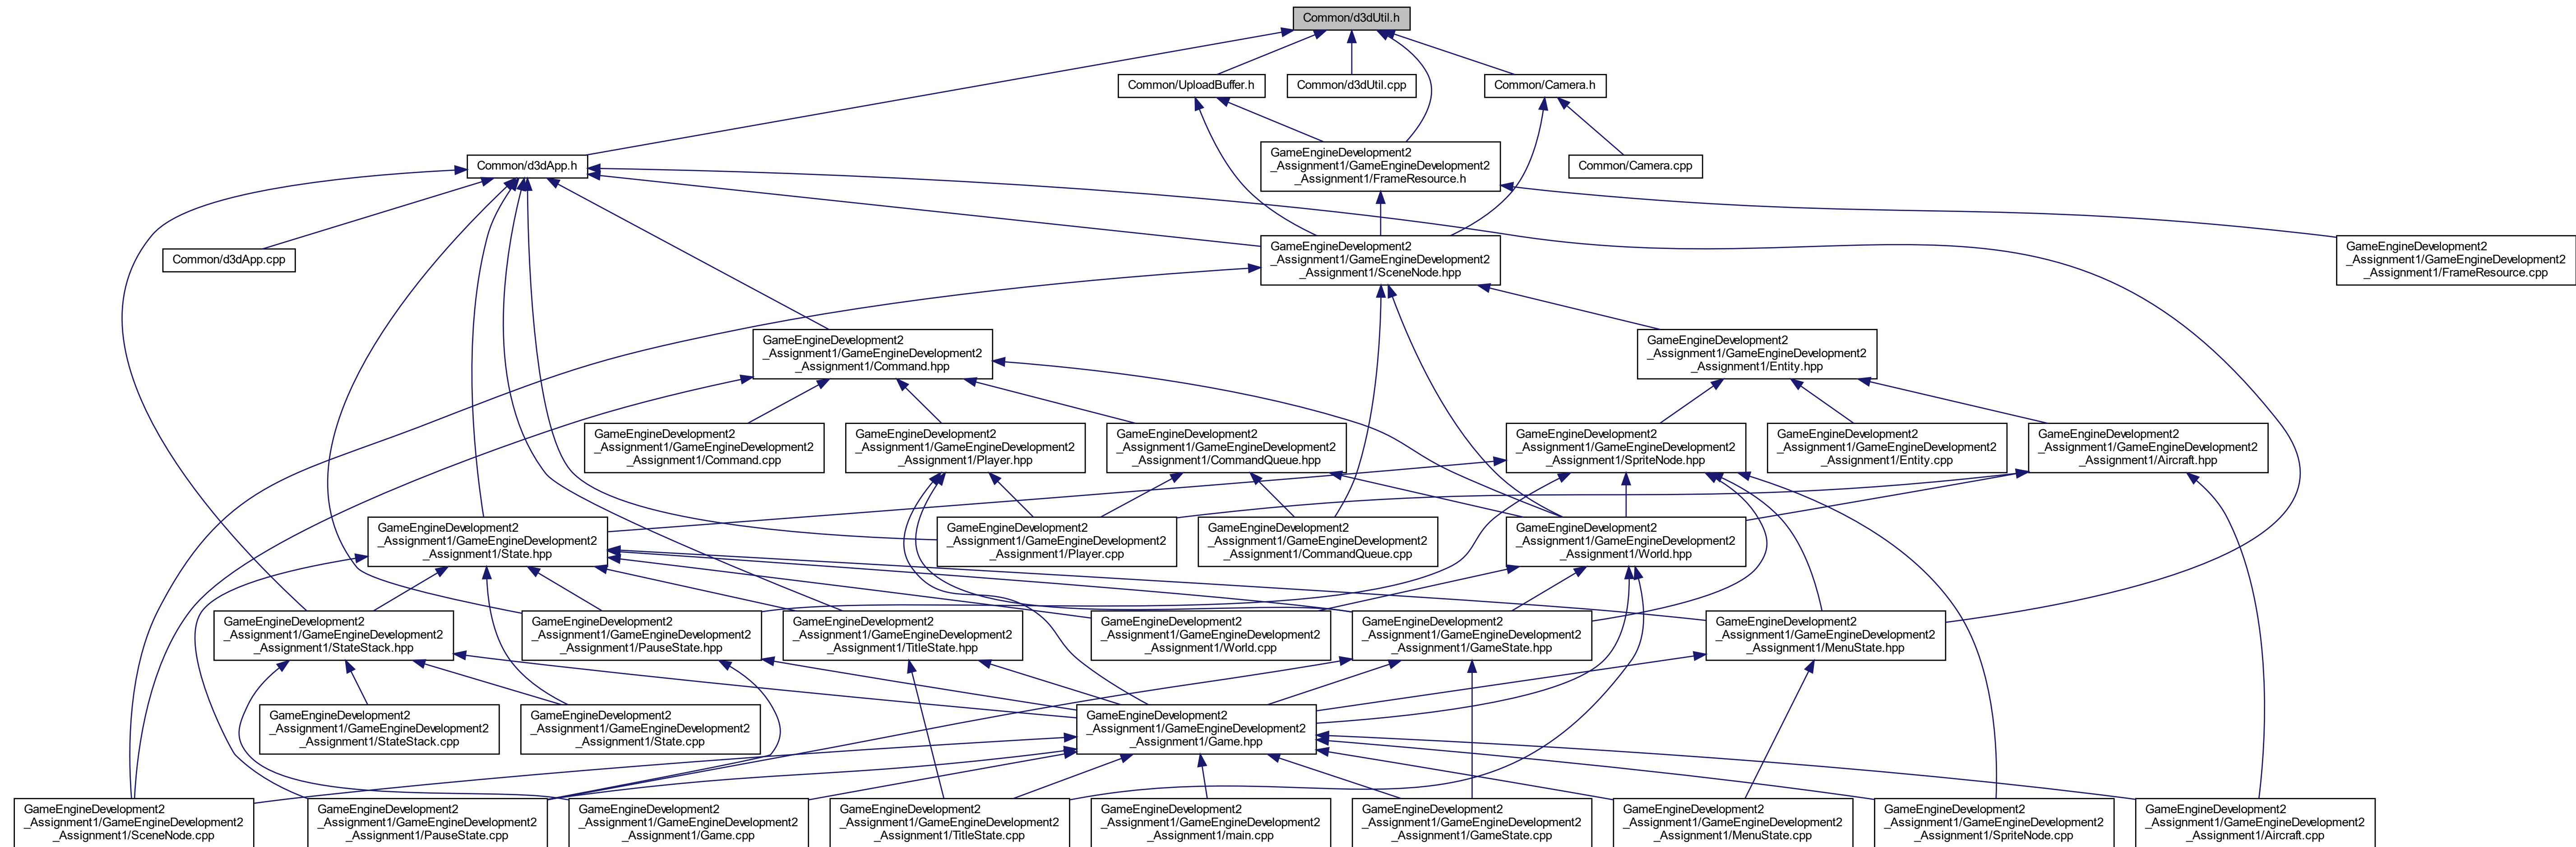 Common/d3dUtil.h
Common/UploadBuffer.h
Common/d3dUtil.cpp
Common/Camera.h
Common/d3dApp.h
GameEngineDevelopment2
_Assignment1/GameEngineDevelopment2
_Assignment1/FrameResource.h
Common/Camera.cpp
Common/d3dApp.cpp
GameEngineDevelopment2
_Assignment1/GameEngineDevelopment2
_Assignment1/SceneNode.hpp
GameEngineDevelopment2
_Assignment1/GameEngineDevelopment2
_Assignment1/FrameResource.cpp
GameEngineDevelopment2
_Assignment1/GameEngineDevelopment2
_Assignment1/Command.hpp
GameEngineDevelopment2
_Assignment1/GameEngineDevelopment2
_Assignment1/Entity.hpp
GameEngineDevelopment2
_Assignment1/GameEngineDevelopment2
_Assignment1/Command.cpp
GameEngineDevelopment2
_Assignment1/GameEngineDevelopment2
_Assignment1/Player.hpp
GameEngineDevelopment2
_Assignment1/GameEngineDevelopment2
_Assignment1/CommandQueue.hpp
GameEngineDevelopment2
_Assignment1/GameEngineDevelopment2
_Assignment1/SpriteNode.hpp
GameEngineDevelopment2
_Assignment1/GameEngineDevelopment2
_Assignment1/Entity.cpp
GameEngineDevelopment2
_Assignment1/GameEngineDevelopment2
_Assignment1/Aircraft.hpp
GameEngineDevelopment2
_Assignment1/GameEngineDevelopment2
_Assignment1/State.hpp
GameEngineDevelopment2
_Assignment1/GameEngineDevelopment2
_Assignment1/Player.cpp
GameEngineDevelopment2
_Assignment1/GameEngineDevelopment2
_Assignment1/CommandQueue.cpp
GameEngineDevelopment2
_Assignment1/GameEngineDevelopment2
_Assignment1/World.hpp
GameEngineDevelopment2
_Assignment1/GameEngineDevelopment2
_Assignment1/StateStack.hpp
GameEngineDevelopment2
_Assignment1/GameEngineDevelopment2
_Assignment1/PauseState.hpp
GameEngineDevelopment2
_Assignment1/GameEngineDevelopment2
_Assignment1/TitleState.hpp
GameEngineDevelopment2
_Assignment1/GameEngineDevelopment2
_Assignment1/World.cpp
GameEngineDevelopment2
_Assignment1/GameEngineDevelopment2
_Assignment1/GameState.hpp
GameEngineDevelopment2
_Assignment1/GameEngineDevelopment2
_Assignment1/MenuState.hpp
GameEngineDevelopment2
_Assignment1/GameEngineDevelopment2
_Assignment1/StateStack.cpp
GameEngineDevelopment2
_Assignment1/GameEngineDevelopment2
_Assignment1/State.cpp
GameEngineDevelopment2
_Assignment1/GameEngineDevelopment2
_Assignment1/Game.hpp
GameEngineDevelopment2
_Assignment1/GameEngineDevelopment2
_Assignment1/SceneNode.cpp
GameEngineDevelopment2
_Assignment1/GameEngineDevelopment2
_Assignment1/PauseState.cpp
GameEngineDevelopment2
_Assignment1/GameEngineDevelopment2
_Assignment1/Game.cpp
GameEngineDevelopment2
_Assignment1/GameEngineDevelopment2
_Assignment1/TitleState.cpp
GameEngineDevelopment2
_Assignment1/GameEngineDevelopment2
_Assignment1/main.cpp
GameEngineDevelopment2
_Assignment1/GameEngineDevelopment2
_Assignment1/GameState.cpp
GameEngineDevelopment2
_Assignment1/GameEngineDevelopment2
_Assignment1/MenuState.cpp
GameEngineDevelopment2
_Assignment1/GameEngineDevelopment2
_Assignment1/SpriteNode.cpp
GameEngineDevelopment2
_Assignment1/GameEngineDevelopment2
_Assignment1/Aircraft.cpp